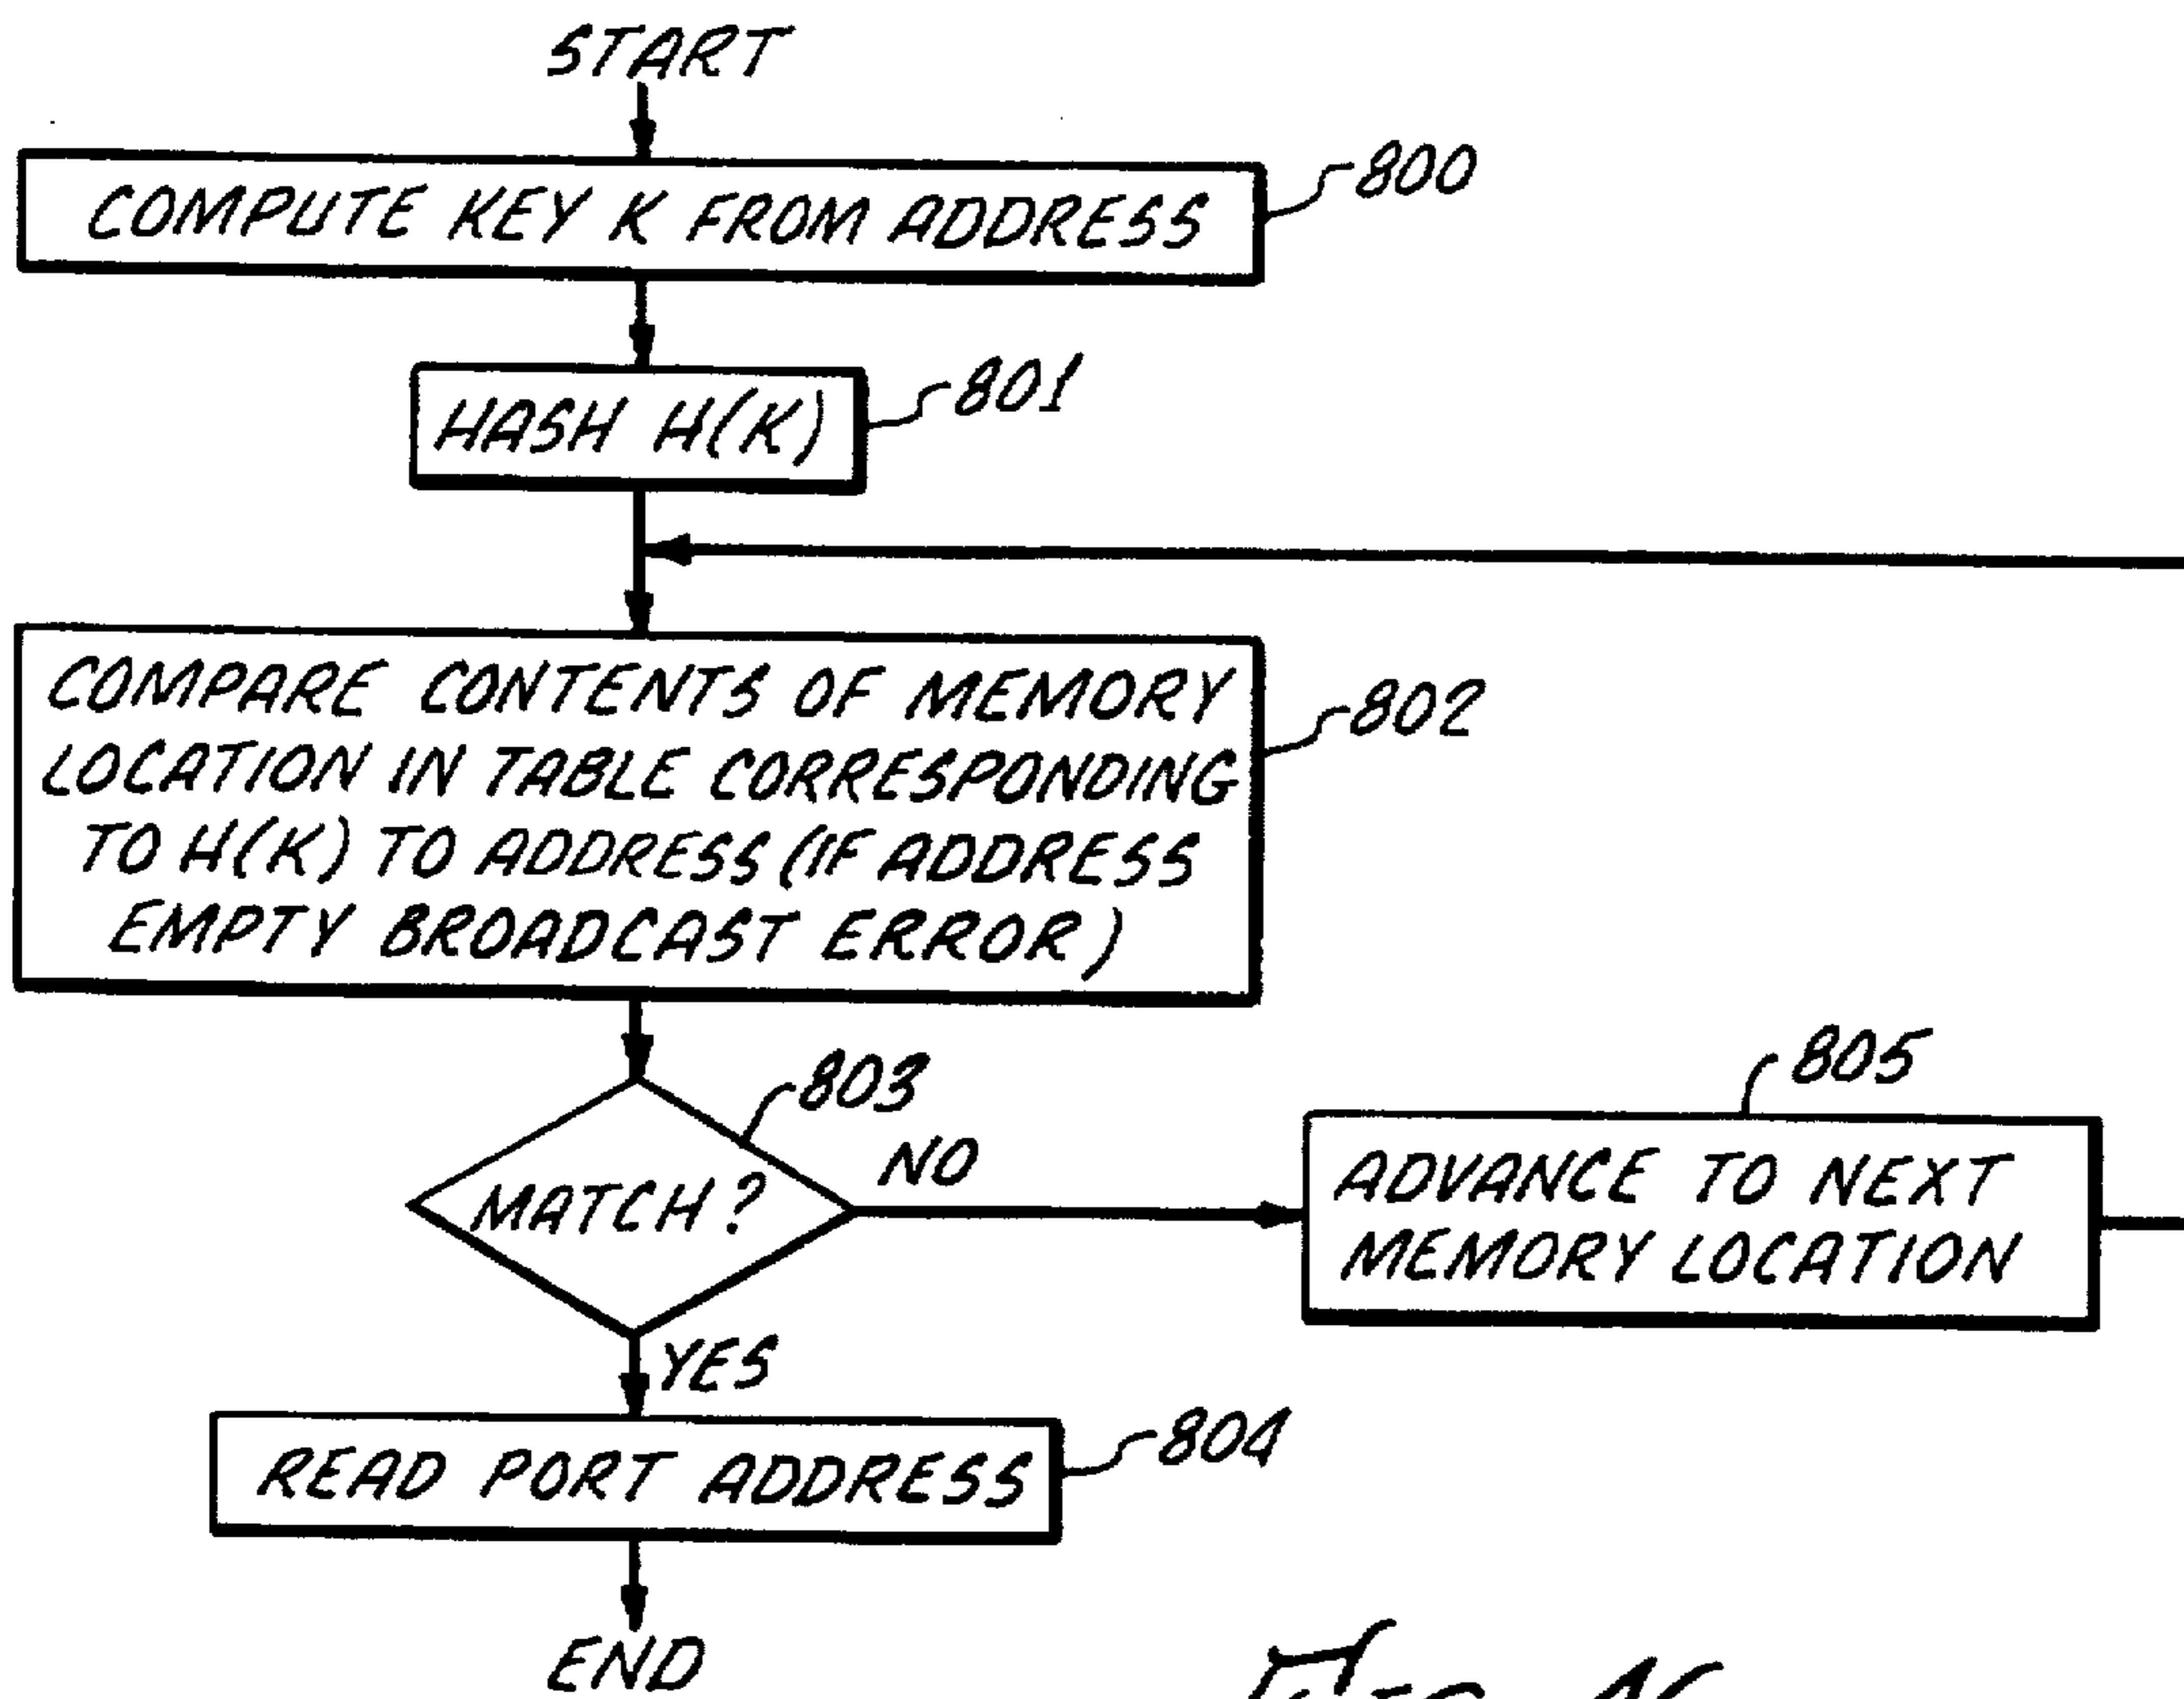 START
COMPUTE KEY K FROM ADDRESS
800
HASH H(K)
801
COMPARE CONTENTS OF MEMORY
LOCATION IN TABLE CORRESPONDING
TO H(K) TO ADDRESS (IF ADDRESS
EMPTY BROADCAST ERROR)
802
803
MATCH?
NO
805
ADVANCE TO NEXT
MEMORY LOCATION
YES
READ PORT ADDRESS
804
END